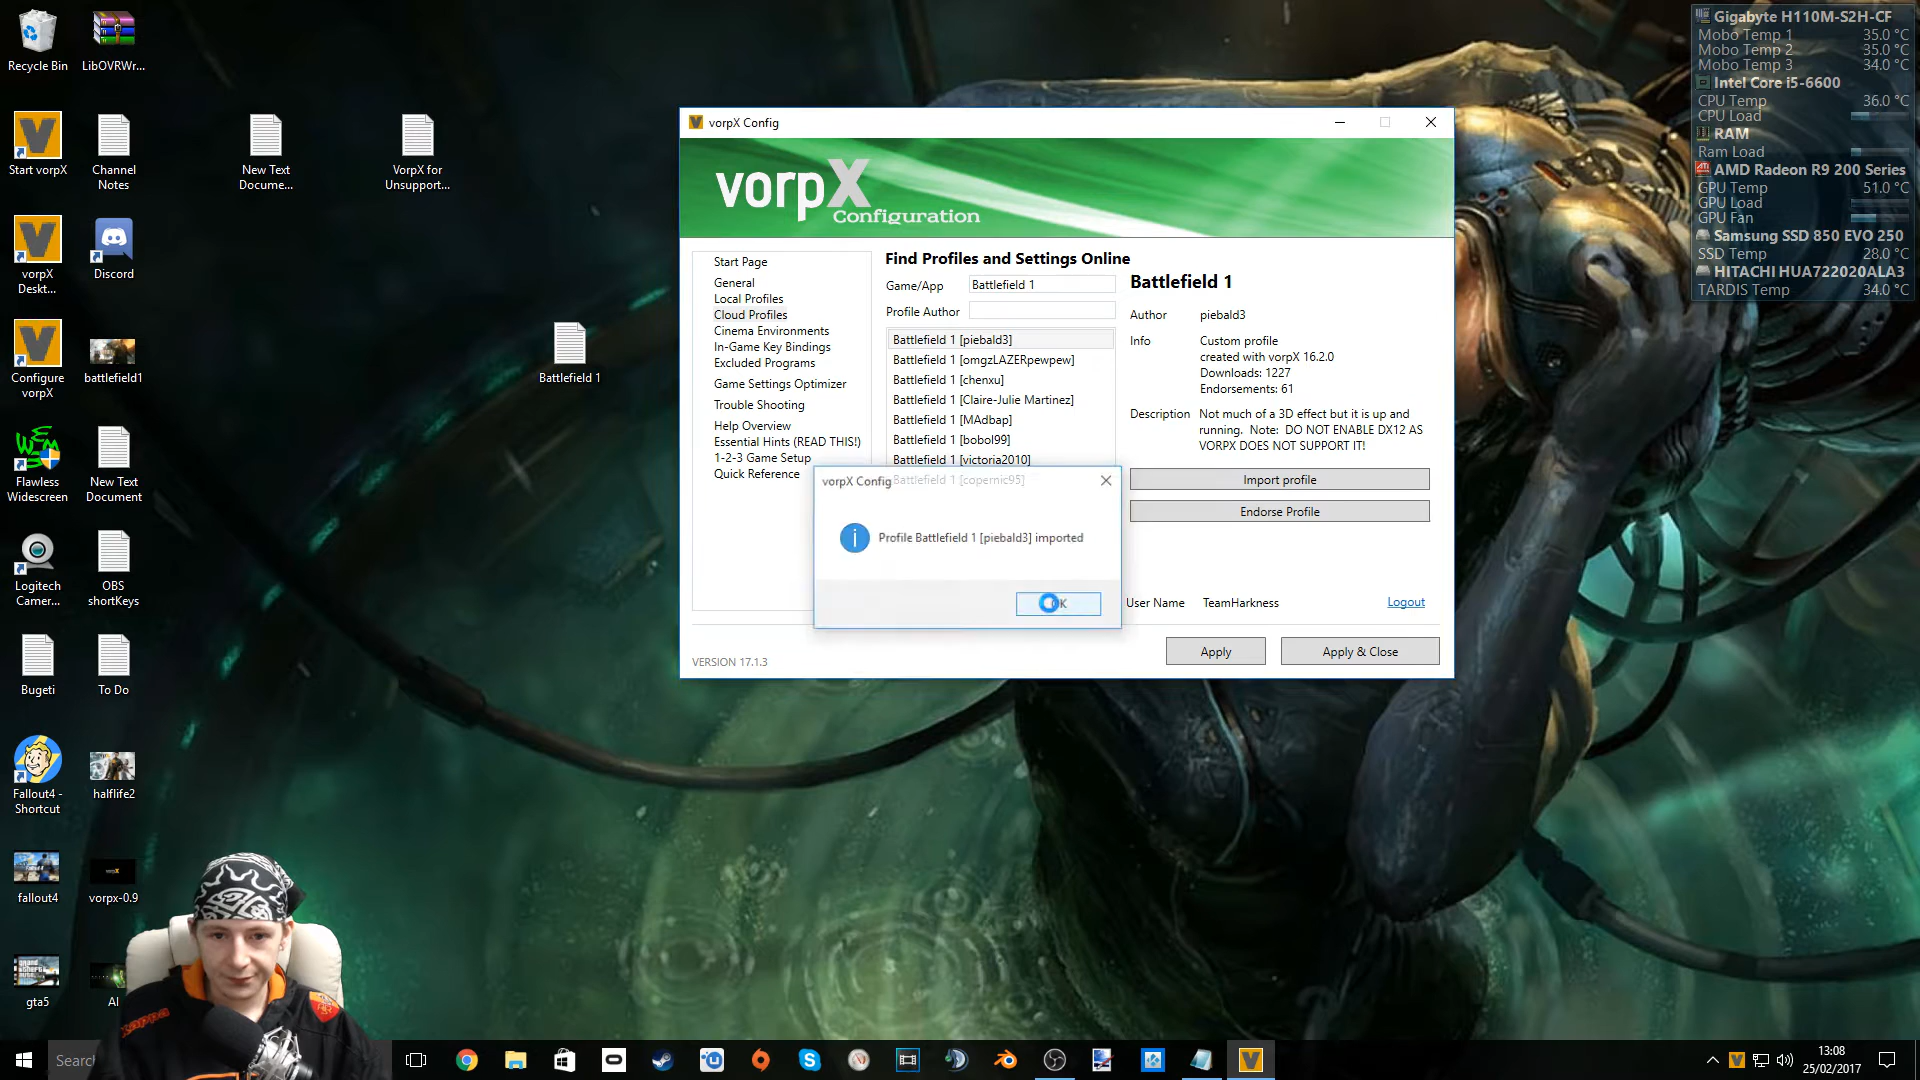 Recycle Bin
LibOVRWr...
Start vorpX
Channel
Notes
New Text
Docume...
VorpX for
Unsupport...
vorpX
Deskt...
Discord
Configure
vorpX
battlefield1
Battlefield 1
Flawless
Widescreen
New Text
Document
Logitech
Camer...
OBS
shortKeys
Bugeti
To Do
Fallout4 -
Shortcut
halflife2
fallout4
vorpx-0.9
gta5
Al
kappa
vorpX Config
vorpX
Configuration
Start Page
General
Local Profiles
Cloud Profiles
Cinema Environments
In-Game Key Bindings
Excluded Programs
Game Settings Optimizer
Trouble Shooting
Help Overview
Essential Hints (READ THIS!)
1-2-3 Game Setup
Quick Reference
Find Profiles and Settings Online
Game/App
Battlefield 1
Profile Author
Battlefield 1 [piebald3]
Battlefield 1 [omgzLAZERpewpew]
Battlefield 1 [chenxu]
Battlefield 1 [Claire-Julie Martinez]
Battlefield 1 [MAdbap]
Battlefield 1 [bobol99]
Battlefield 1 [victoria2010]
Battlefield 1 [copernic95]
Battlefield 1
Author piebald3
Info Custom profile
created with vorpX 16.2.0
Downloads: 1227
Endorsements: 61
Description Not much of a 3D effect but it is up and
running. Note: DO NOT ENABLE DX12 AS
VORPX DOES NOT SUPPORT IT!
Import profile
Endorse Profile
vorpX Config
Profile Battlefield 1 [piebald3] imported
OK
User Name TeamHarkness Logout
VERSION 17.1.3
Apply
Apply & Close
Gigabyte H110M-S2H-CF
Mobo Temp 1 35.0 °C
Mobo Temp 2 35.0 °C
Mobo Temp 3 34.0 °C
Intel Core i5-6600
CPU Temp 36.0 °C
CPU Load
RAM
Ram Load
AMD Radeon R9 200 Series
GPU Temp 51.0 °C
GPU Load
GPU Fan
Samsung SSD 850 EVO 250
SSD Temp 28.0 °C
HITACHI HUA722020ALA3
TARDIS Temp 34.0 °C
Search
13:08
25/02/2017